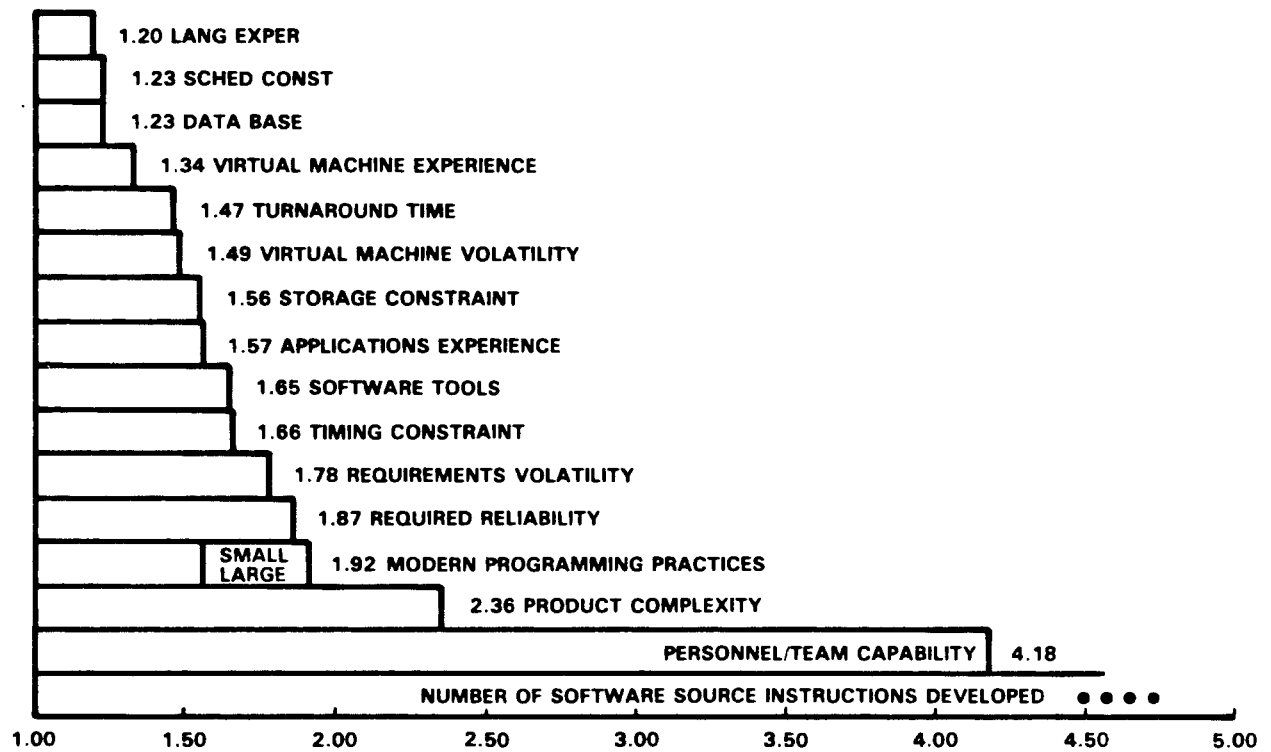 1.20 LANG EXPER
1.23 SCHED CONST
1.23 DATA BASE
1.34 VIRTUAL MACHINE EXPERIENCE
1.47 TURNAROUND TIME
1.49 VIRTUAL MACHINE VOLATILITY
1.56 STORAGE CONSTRAINT
1.57 APPLICATIONS EXPERIENCE
1.65 SOFTWARE TOOLS
1.66 TIMING CONSTRAINT
1.78 REQUIREMENTS VOLATILITY
1.87 REQUIRED RELIABILITY
SMALL
LARGE
1.92 MODERN PROGRAMMING PRACTICES
2.36 PRODUCT COMPLEXITY
PERSONNEL/TEAM CAPABILITY 4.18
NUMBER OF SOFTWARE SOURCE INSTRUCTIONS DEVELOPED ● ● ● ●
1.00 1.50 2.00 2.50 3.00 3.50 4.00 4.50 5.00